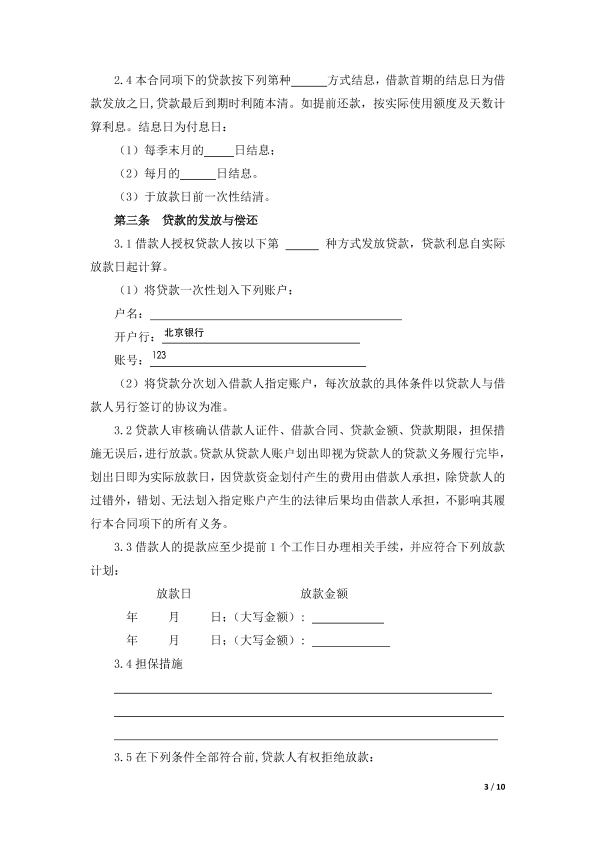 2.4本合同项下的贷款按下列第种______方式结息，借款首期的结息日为借
款发放之日,贷款最后到期时利随本清。如提前还款，按实际使用额度及天数计
算利息。结息日为付息日：
（1）每季末月的_____日结息；
（2）每月的______日结息。
（3）于放款日前一次性结清。
第三条　贷款的发放与偿还
3.1借款人授权贷款人按以下第 ______ 种方式发放贷款，贷款利息自实际
放款日起计算。
（1）将贷款一次性划入下列账户：
户名：____________________
开户行：北京银行
账号：123
（2）将贷款分次划入借款人指定账户，每次放款的具体条件以贷款人与借
款人另行签订的协议为准。
3.2贷款人审核确认借款人证件、借款合同、贷款金额、贷款期限，担保措
施无误后,进行放款。贷款从贷款人账户划出即视为贷款人的贷款义务履行完毕,
划出日即为实际放款日，因贷款资金划付产生的费用由借款人承担，除贷款人的
过错外，错划、无法划入指定账户产生的法律后果均由借款人承担，不影响其履
行本合同项下的所有义务。
3.3借款人的提款应至少提前1个工作日办理相关手续，并应符合下列放款
计划：
放款日　放款金额
年　月　日；（大写金额）: ____________
年　月　日；（大写金额）: ____________
3.4担保措施
3.5在下列条件全部符合前,贷款人有权拒绝放款：
3 / 10